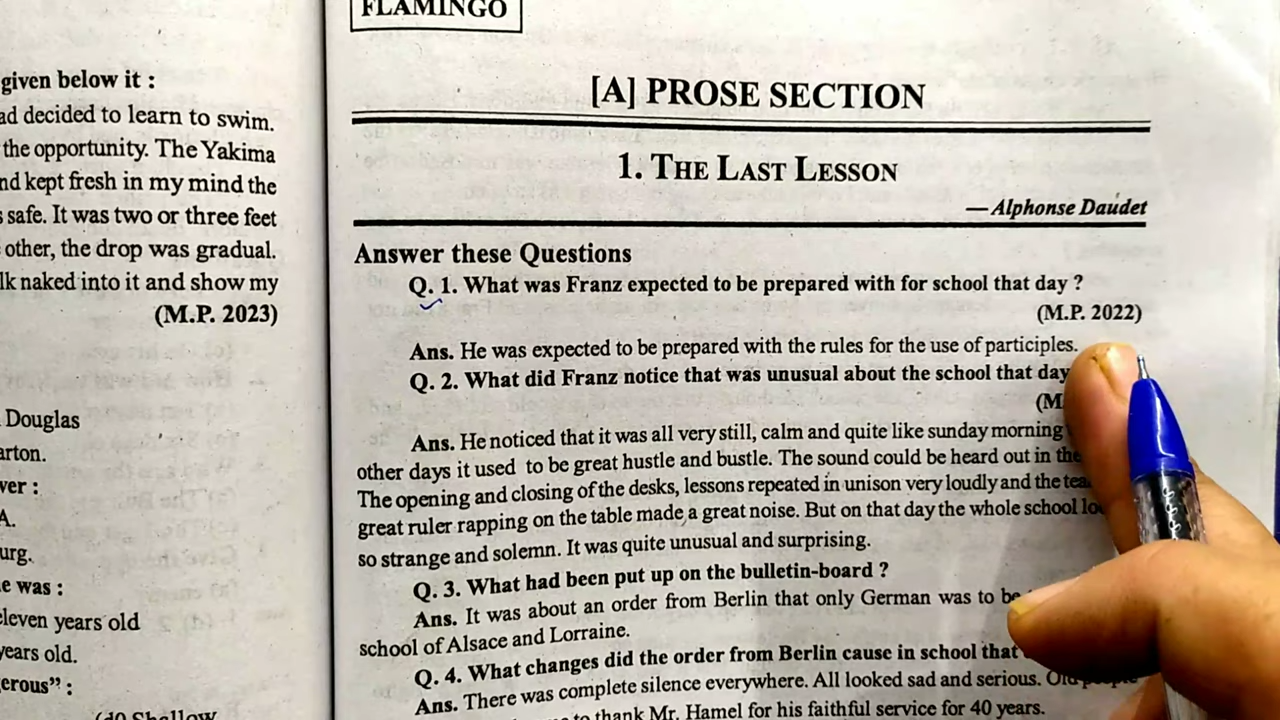 given below it :
ad decided to learn to swim.
the opportunity. The Yakima
nd kept fresh in my mind the
safe. It was two or three feet
other, the drop was gradual.
lk naked into it and show my
(M.P. 2023)
Douglas
arton.
ver :
A.
urg.
e was :
eleven years old
years old.
erous” :
(d) Shallow
FLAMINGO
[A] PROSE SECTION
1. THE LAST LESSON
— Alphonse Daudet
Answer these Questions
Q. 1. What was Franz expected to be prepared with for school that day ?
(M.P. 2022)
Ans. He was expected to be prepared with the rules for the use of participles.
Q. 2. What did Franz notice that was unusual about the school that day
(M.
Ans. He noticed that it was all very still, calm and quite like sunday morning
other days it used to be great hustle and bustle. The sound could be heard out in the
The opening and closing of the desks, lessons repeated in unison very loudly and the tea
great ruler rapping on the table made a great noise. But on that day the whole school lo
so strange and solemn. It was quite unusual and surprising.
Q. 3. What had been put up on the bulletin-board ?
Ans. It was about an order from Berlin that only German was to be
school of Alsace and Lorraine.
Q. 4. What changes did the order from Berlin cause in school that
Ans. There was complete silence everywhere. All looked sad and serious. Old people
to thank Mr. Hamel for his faithful service for 40 years.